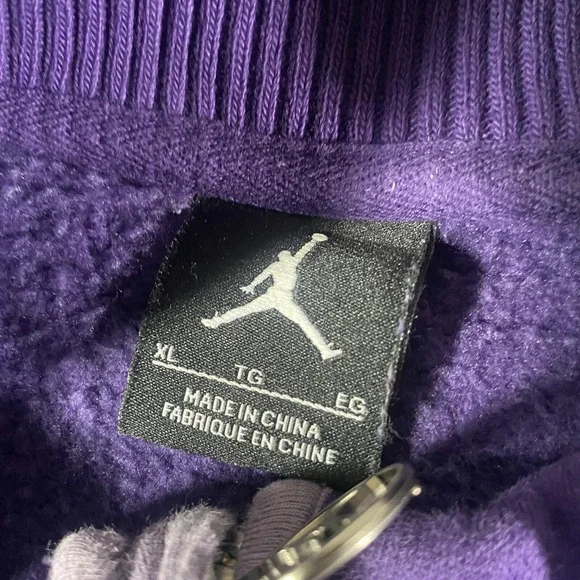 XL TG EG
MADE IN CHINA
FABRIQUE EN CHINE